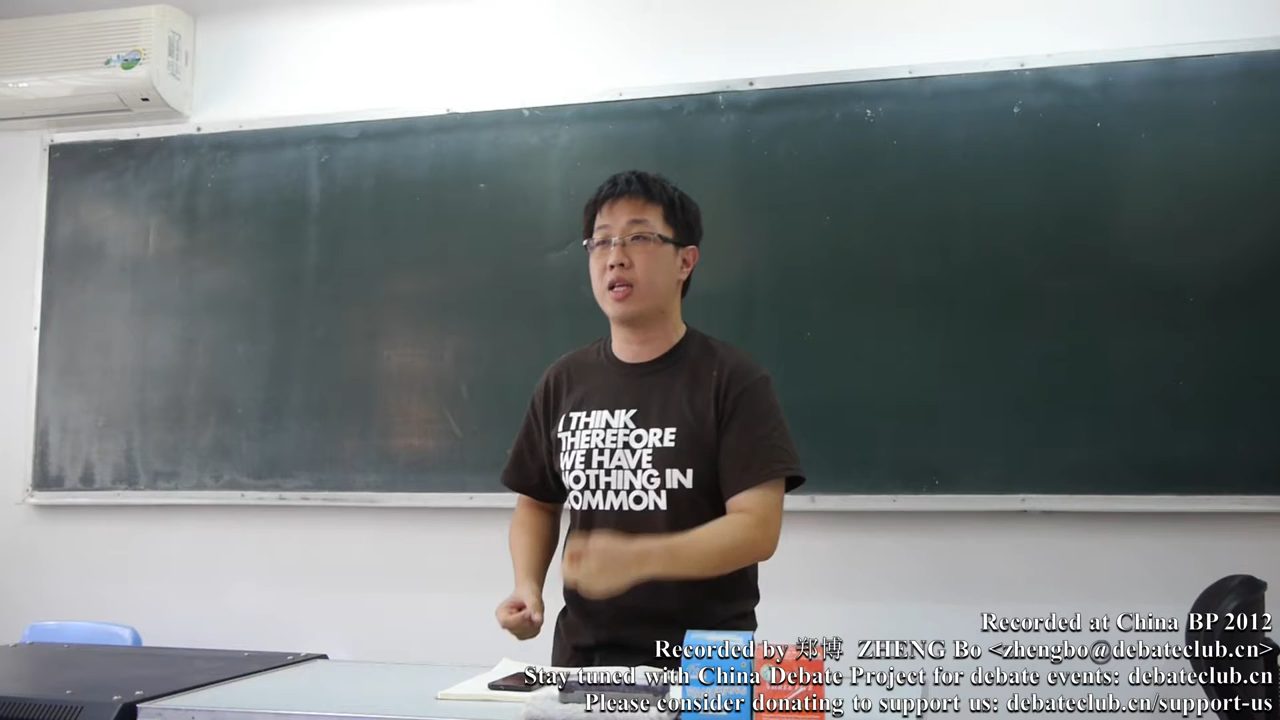 I THINK
THEREFORE
WE HAVE
NOTHING IN
COMMON
Recorded at China BP 2012
Recorded by 郑博 ZHENG Bo <zhengbo@debateclub.cn>
Stay tuned with China Debate Project for debate events: debateclub.cn
Please consider donating to support us: debateclub.cn/support-us